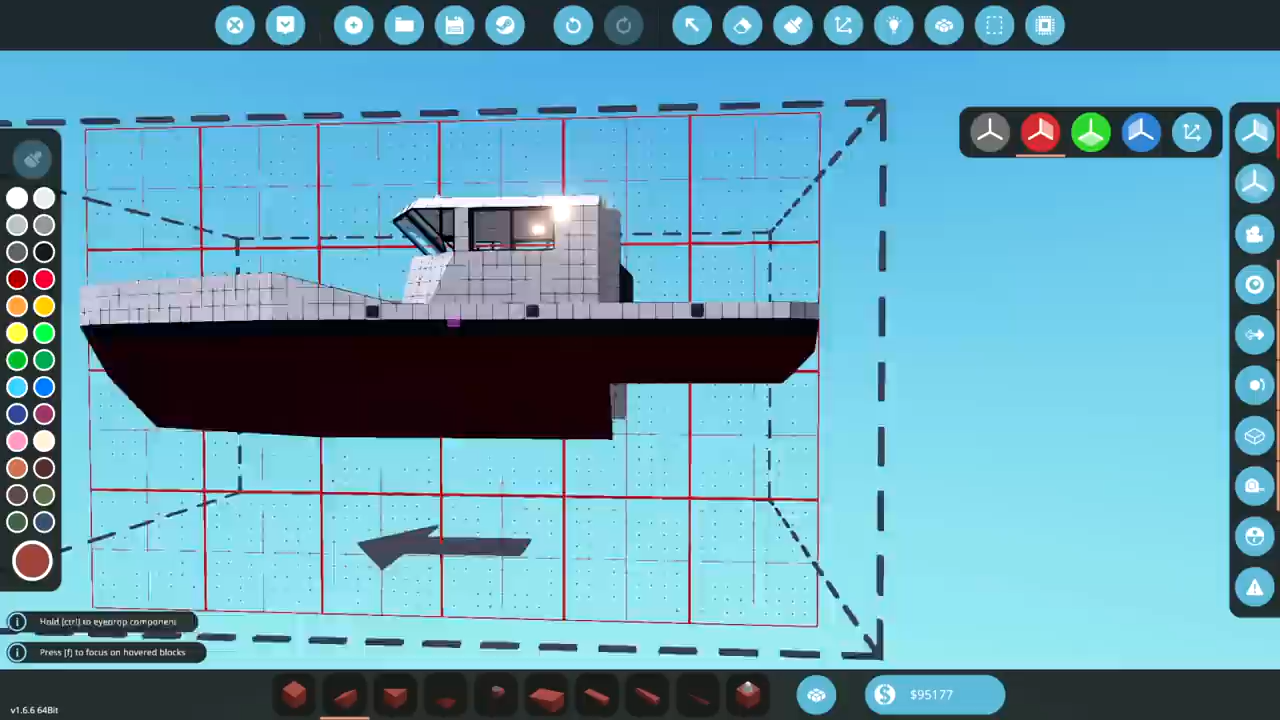 Hold [ctrl] to eyedrop component
Press [f] to focus on hovered blocks
$95177
v1.6.6 64Bit